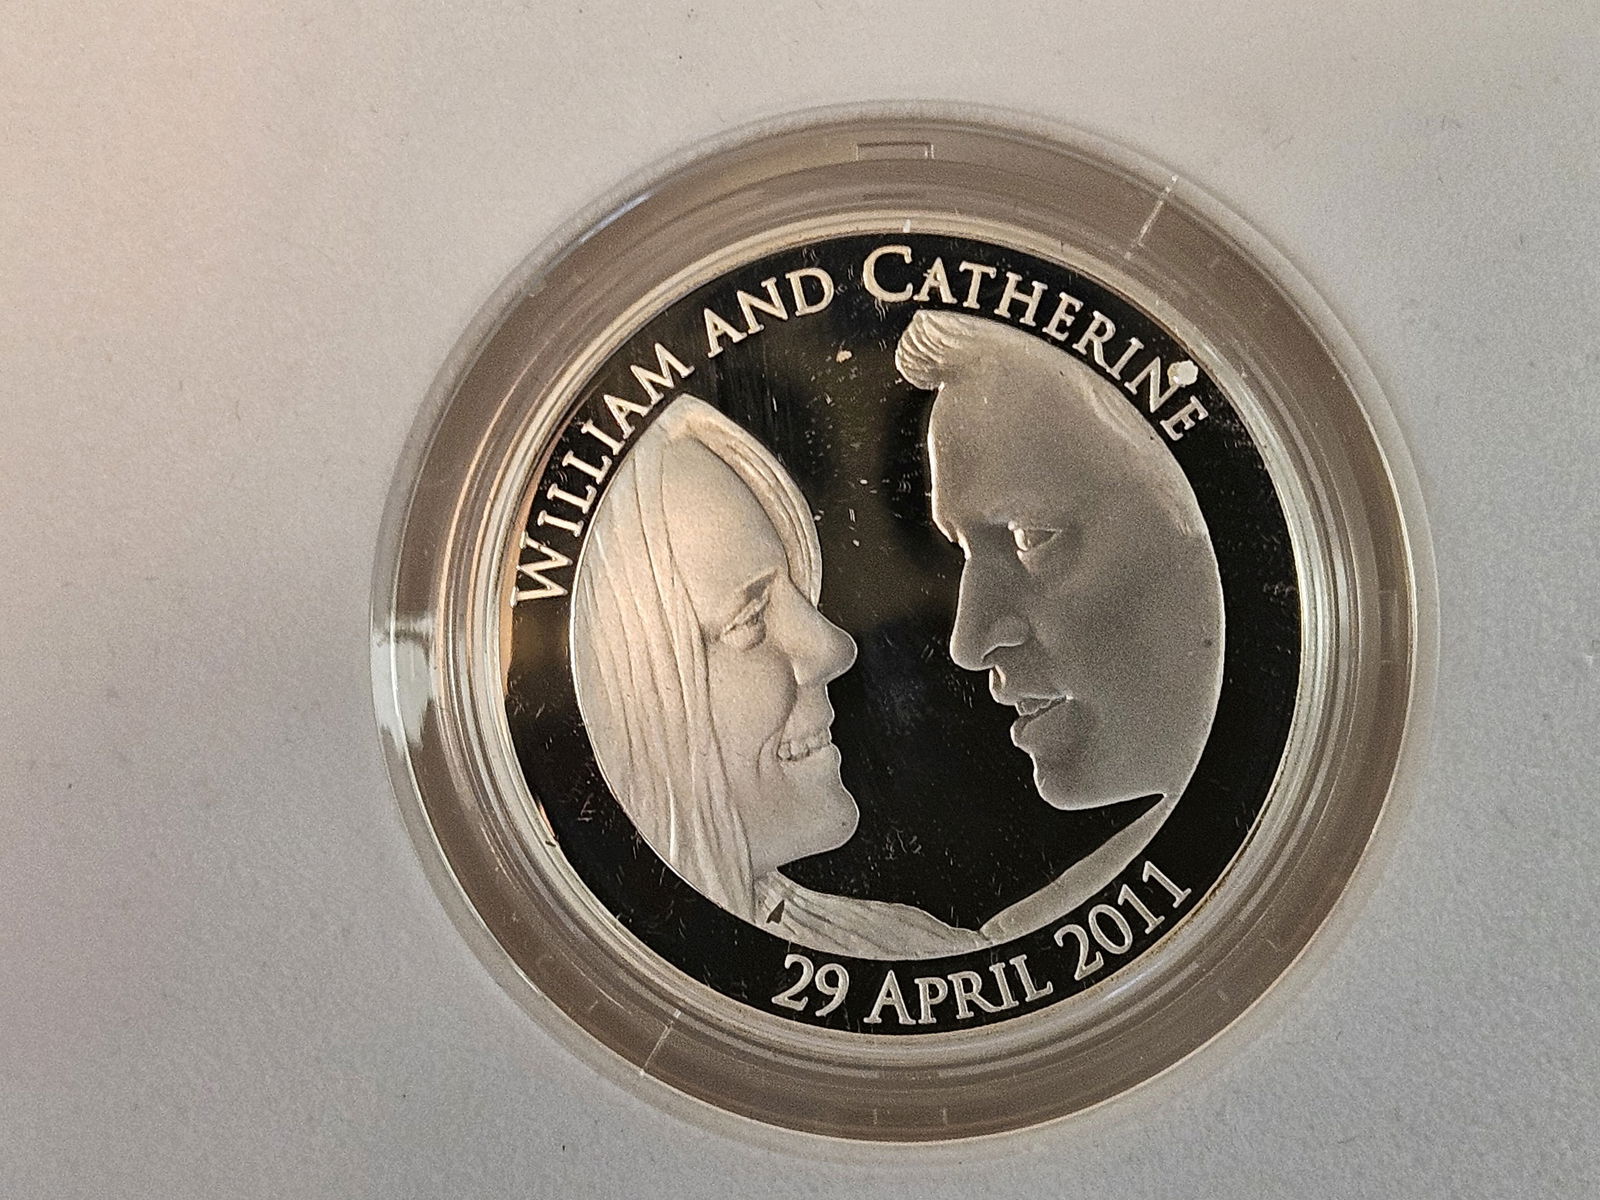 WILLIAM AND CATHERINE
29 APRIL 2011